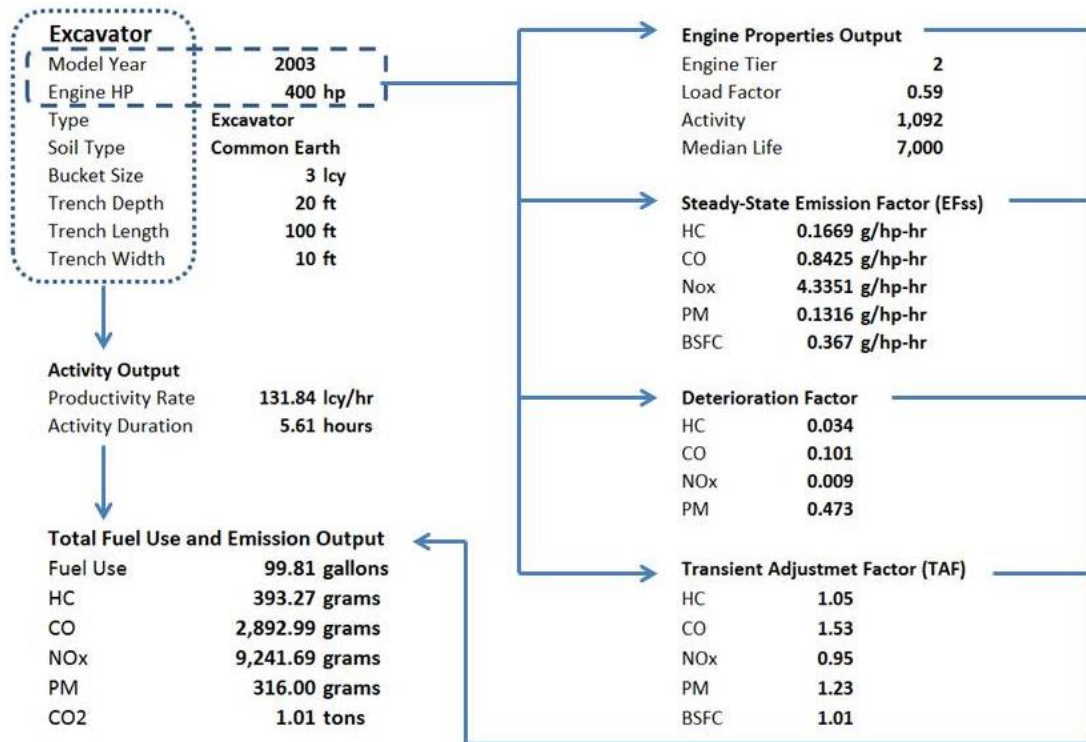 Excavator
Model Year 2003
Engine HP 400 hp
Type Excavator
Soil Type Common Earth
Bucket Size 3 lcy
Trench Depth 20 ft
Trench Length 100 ft
Trench Width 10 ft
Activity Output
Productivity Rate 131.84 lcy/hr
Activity Duration 5.61 hours
Total Fuel Use and Emission Output
Fuel Use 99.81 gallons
HC 393.27 grams
CO 2,892.99 grams
NOx 9,241.69 grams
PM 316.00 grams
CO2 1.01 tons
Engine Properties Output
Engine Tier 2
Load Factor 0.59
Activity 1,092
Median Life 7,000
Steady-State Emission Factor (EFss)
HC 0.1669 g/hp-hr
CO 0.8425 g/hp-hr
Nox 4.3351 g/hp-hr
PM 0.1316 g/hp-hr
BSFC 0.367 g/hp-hr
Deterioration Factor
HC 0.034
CO 0.101
NOx 0.009
PM 0.473
Transient Adjustmet Factor (TAF)
HC 1.05
CO 1.53
NOx 0.95
PM 1.23
BSFC 1.01